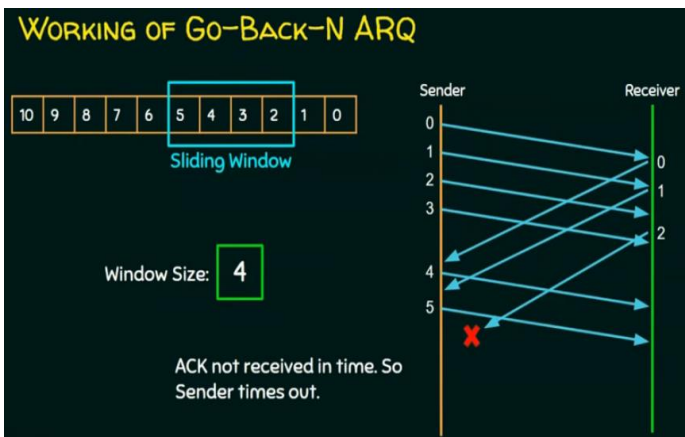 WORKING OF GO-BACK-N ARQ
10 9 8 7 6 5 4 3 2 1 0
Sliding Window
Window Size: 4
ACK not received in time. So
Sender times out.
Sender Receiver
0
1
2
3
4
5
0
1
2